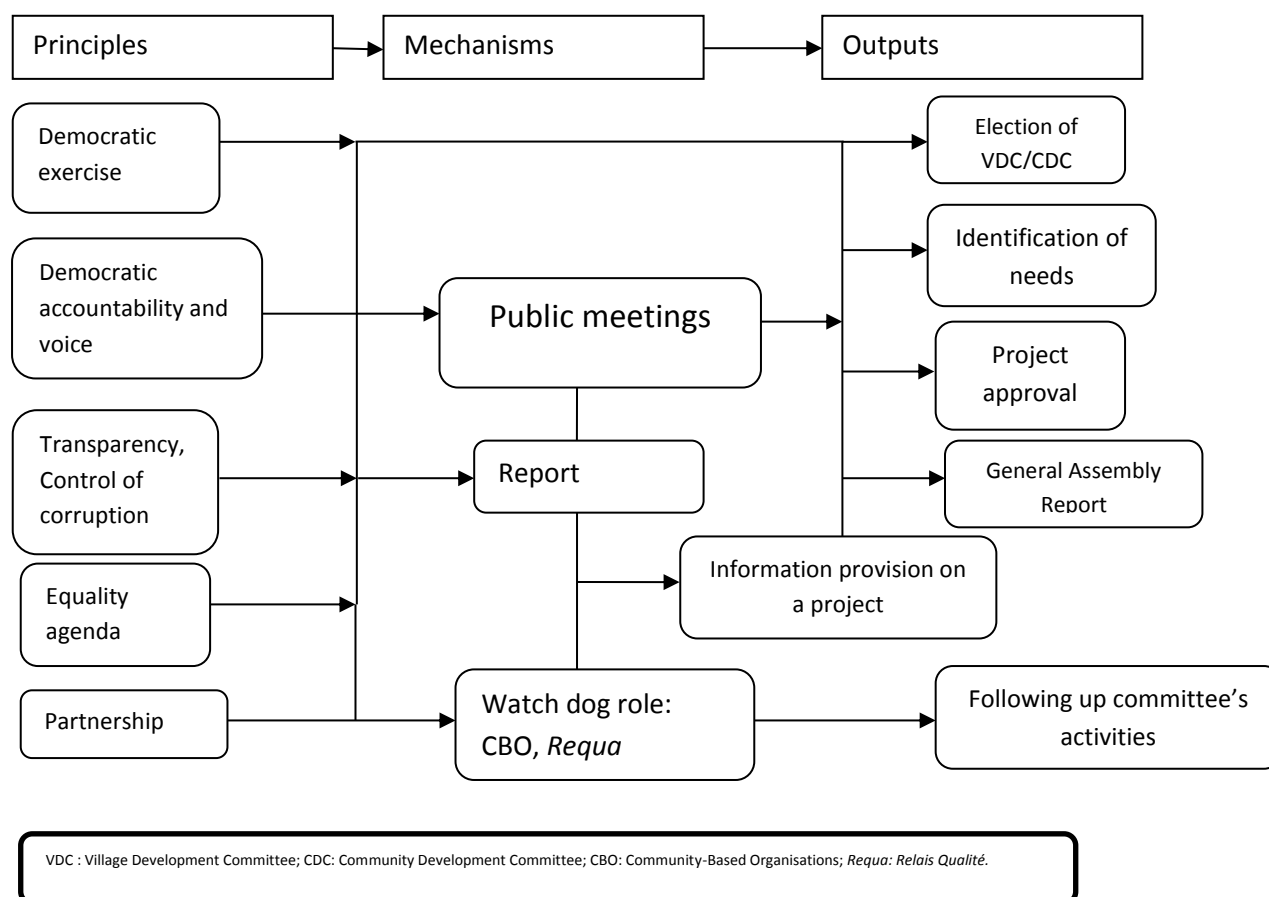 Principles
Mechanisms
Outputs
Democratic
exercise
Election of
VDC/CDC
Identification of
needs
Democratic
accountability and
voice
Public meetings
Project
approval
Transparency,
Control of
corruption
Report
General Assembly
Report
Information provision on
a project
Equality
agenda
Partnership
Watch dog role:
CBO, Requa
Following up committee’s
activities
VDC : Village Development Committee; CDC: Community Development Committee; CBO: Community-Based Organisations; Requa: Relais Qualité.